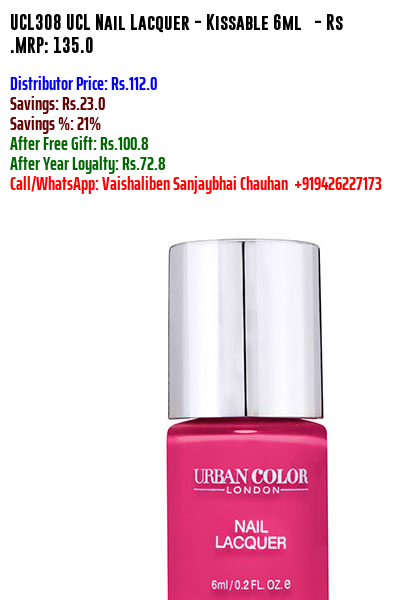 UCL308 UCL Nail Lacquer - Kissable 6ml - Rs
.MRP: 135.0
Distributor Price: Rs.112.0
Savings: Rs.23.0
Savings %: 21%
After Free Gift: Rs.100.8
After Year Loyalty: Rs.72.8
Call/WhatsApp: Vaishaliben Sanjaybhai Chauhan +919426227173
URBAN COLOR
LONDON
NAIL
LACQUER
6ml/0.2 FL. OZ.e